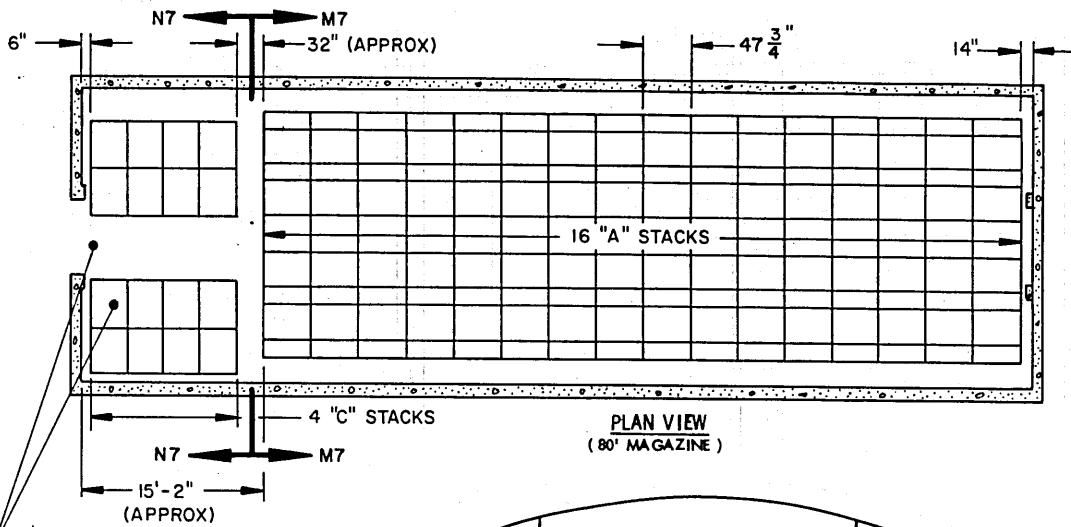 N7 M7
6" 32" (APPROX) 47 3/4" 14"
16 "A" STACKS
4 "C" STACKS
PLAN VIEW
(80' MAGAZINE)
N7 M7
15'-2"
(APPROX)